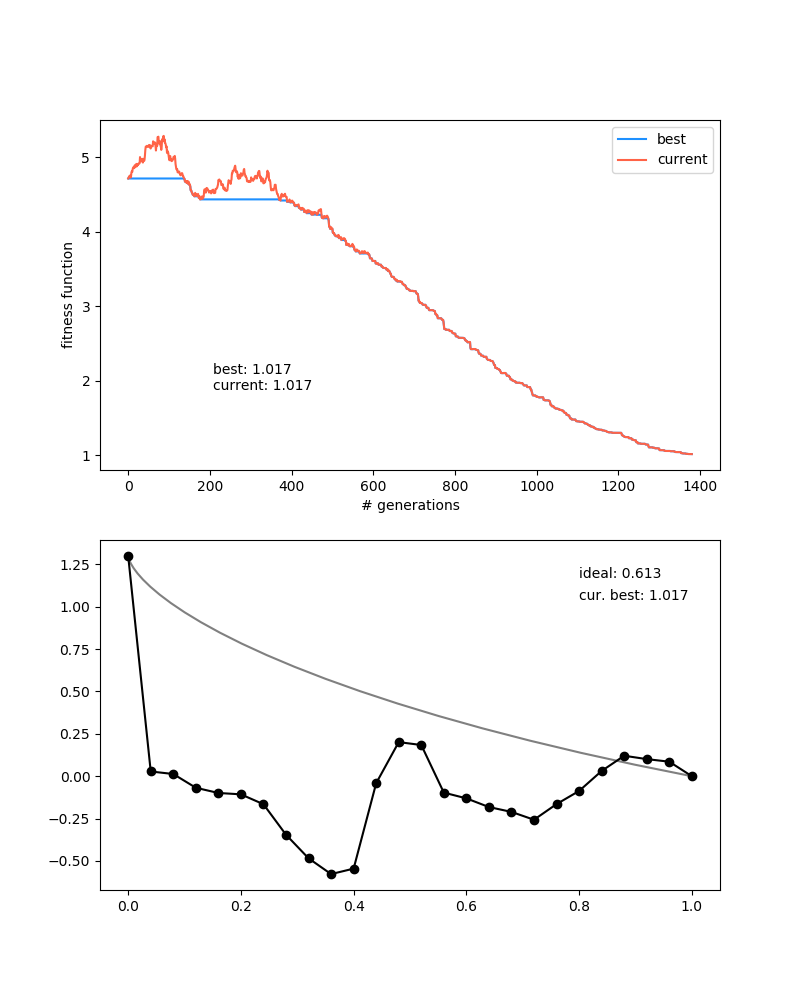 best
current
5
4
3
2
1
fitness function
best: 1.017
current: 1.017
0 200 400 600 800 1000 1200 1400
# generations
1.25
1.00
0.75
0.50
0.25
0.00
−0.25
−0.50
ideal: 0.613
cur. best: 1.017
0.0 0.2 0.4 0.6 0.8 1.0